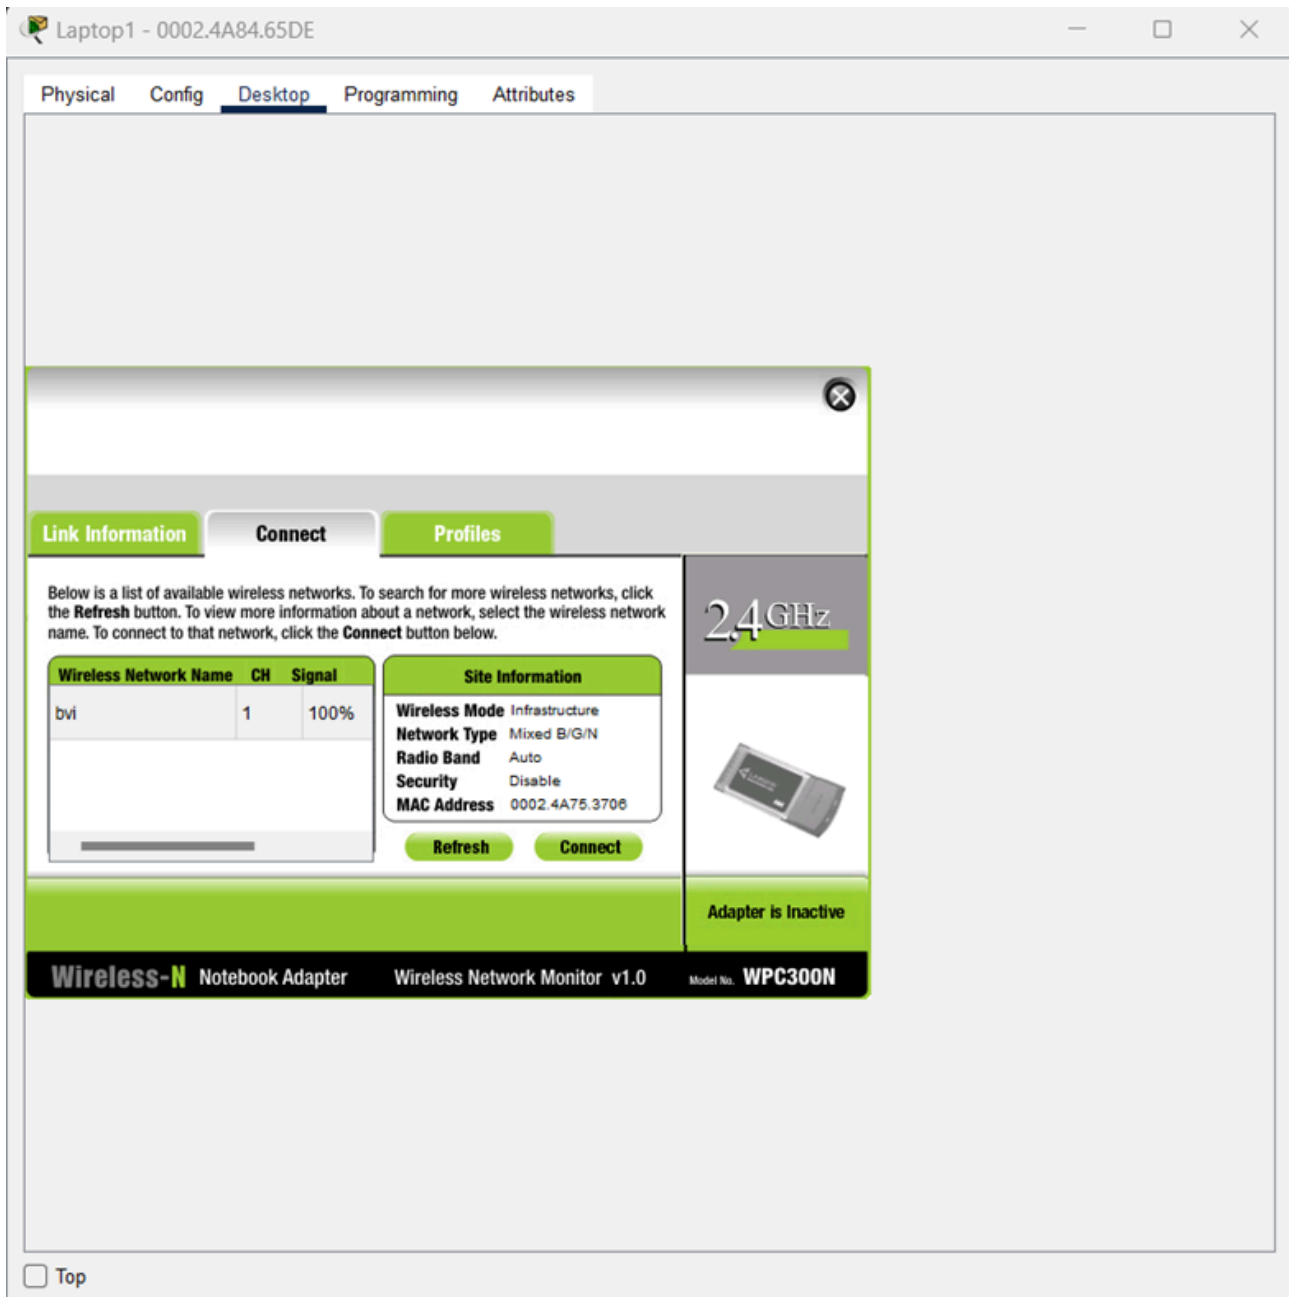 Laptop1 - 0002.4A84.65DE
Physical Config Desktop Programming Attributes
Link Information Connect Profiles
Below is a list of available wireless networks. To search for more wireless networks, click
the Refresh button. To view more information about a network, select the wireless network
name. To connect to that network, click the Connect button below.
2.4GHz
Wireless Network Name CH Signal
bvi 1 100%
Site Information
Wireless Mode Infrastructure
Network Type Mixed B/G/N
Radio Band Auto
Security Disable
MAC Address 0002.4A75.3706
Refresh Connect
Adapter is Inactive
Wireless-N Notebook Adapter Wireless Network Monitor v1.0 Model No. WPC300N
Top